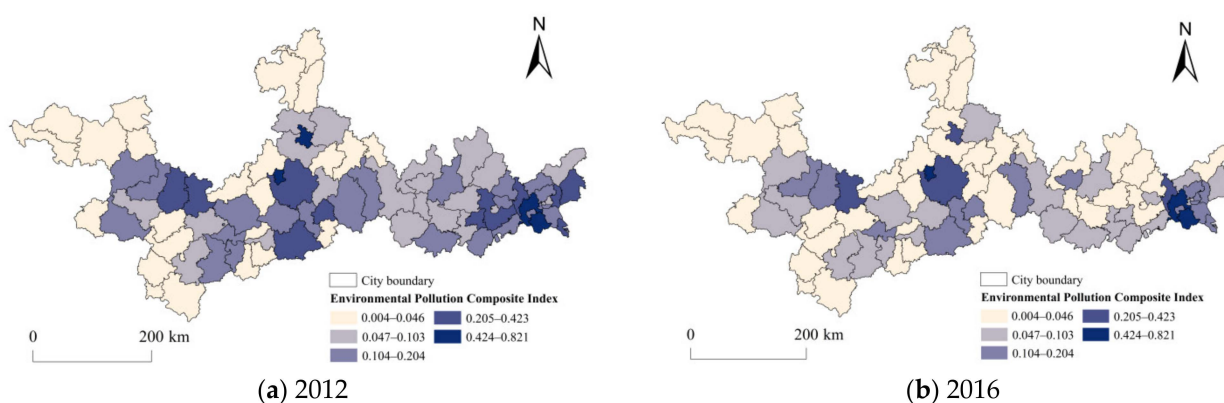 N
City boundary
Environmental Pollution Composite Index
0.004–0.046
0.205–0.423
0.047–0.103
0.424–0.821
0.104–0.204
0
200 km
(a) 2012
N
City boundary
Environmental Pollution Composite Index
0.004–0.046
0.205–0.423
0.047–0.103
0.424–0.821
0.104–0.204
0
200 km
(b) 2016